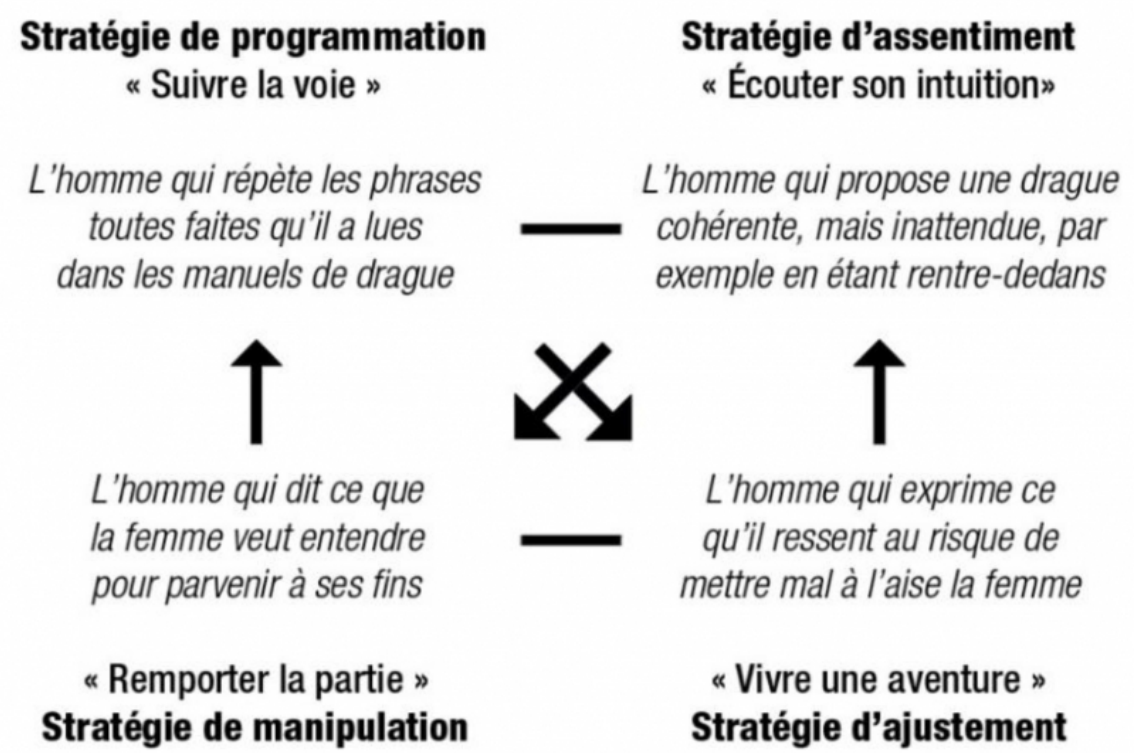 Stratégie de programmation
« Suivre la voie »
L'homme qui répète les phrases
toutes faites qu'il a lues
dans les manuels de drague
Stratégie d'assentiment
« Écouter son intuition»
L'homme qui propose une drague
cohérente, mais inattendue, par
exemple en étant rentre-dedans
L'homme qui dit ce que
la femme veut entendre
pour parvenir à ses fins
« Remporter la partie »
Stratégie de manipulation
L'homme qui exprime ce
qu'il ressent au risque de
mettre mal à l'aise la femme
« Vivre une aventure »
Stratégie d'ajustement